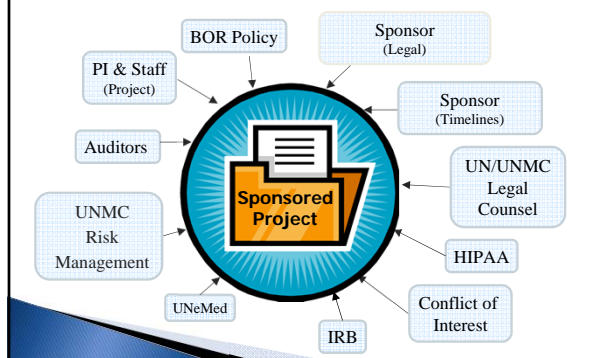 BOR Policy
Sponsor
(Legal)
PI & Staff
(Project)
Sponsor
(Timelines)
Auditors
UN/UNMC
Legal
Counsel
Sponsored
Project
UNMC
Risk
Management
HIPAA
UNeMed
Conflict of
Interest
IRB